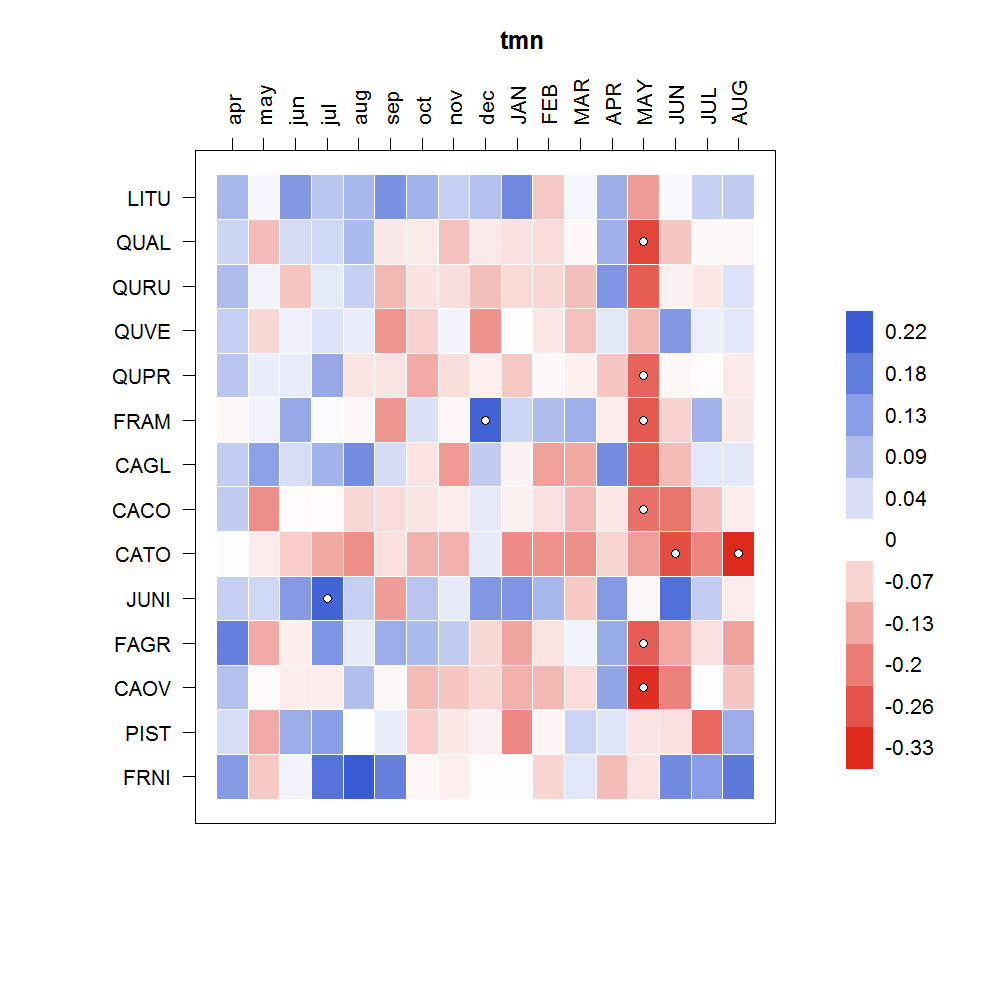 tmn
apr may jun jul aug sep oct nov dec JAN FEB MAR APR MAY JUN JUL AUG
LITU
QUAL
QURU
QUVE
QUPR
FRAM
CAGL
CACO
CATO
JUNI
FAGR
CAOV
PIST
FRNI
0.22
0.18
0.13
0.09
0.04
0
-0.07
-0.13
-0.2
-0.26
-0.33